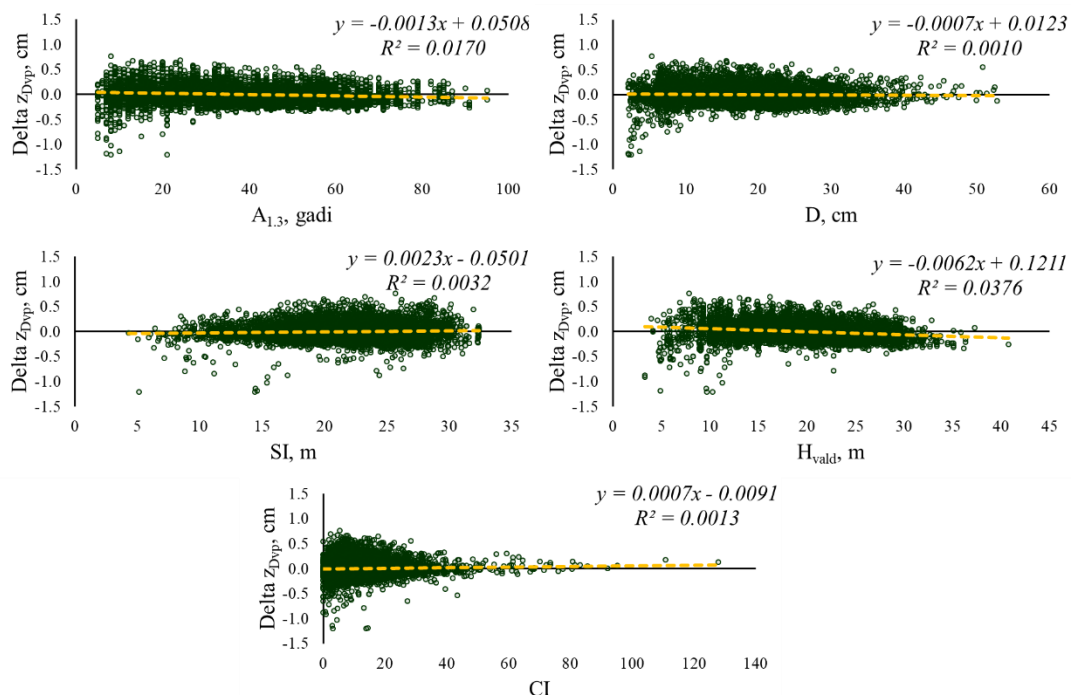 y = -0.0013x + 0.0508
R² = 0.0170
Delta z_Dvp, cm
1.5
1.0
0.5
0.0
-0.5
-1.0
-1.5
0 20 40 60 80 100
A_1.3, gadi
y = -0.0007x + 0.0123
R² = 0.0010
Delta z_Dvp, cm
1.5
1.0
0.5
0.0
-0.5
-1.0
-1.5
0 10 20 30 40 50 60
D, cm
y = 0.0023x - 0.0501
R² = 0.0032
Delta z_Dvp, cm
1.5
1.0
0.5
0.0
-0.5
-1.0
-1.5
0 5 10 15 20 25 30 35
SI, m
y = -0.0062x + 0.1211
R² = 0.0376
Delta z_Dvp, cm
1.5
1.0
0.5
0.0
-0.5
-1.0
-1.5
0 5 10 15 20 25 30 35 40 45
H_vald, m
y = 0.0007x - 0.0091
R² = 0.0013
Delta z_Dvp, cm
1.5
1.0
0.5
0.0
-0.5
-1.0
-1.5
0 20 40 60 80 100 120 140
CI